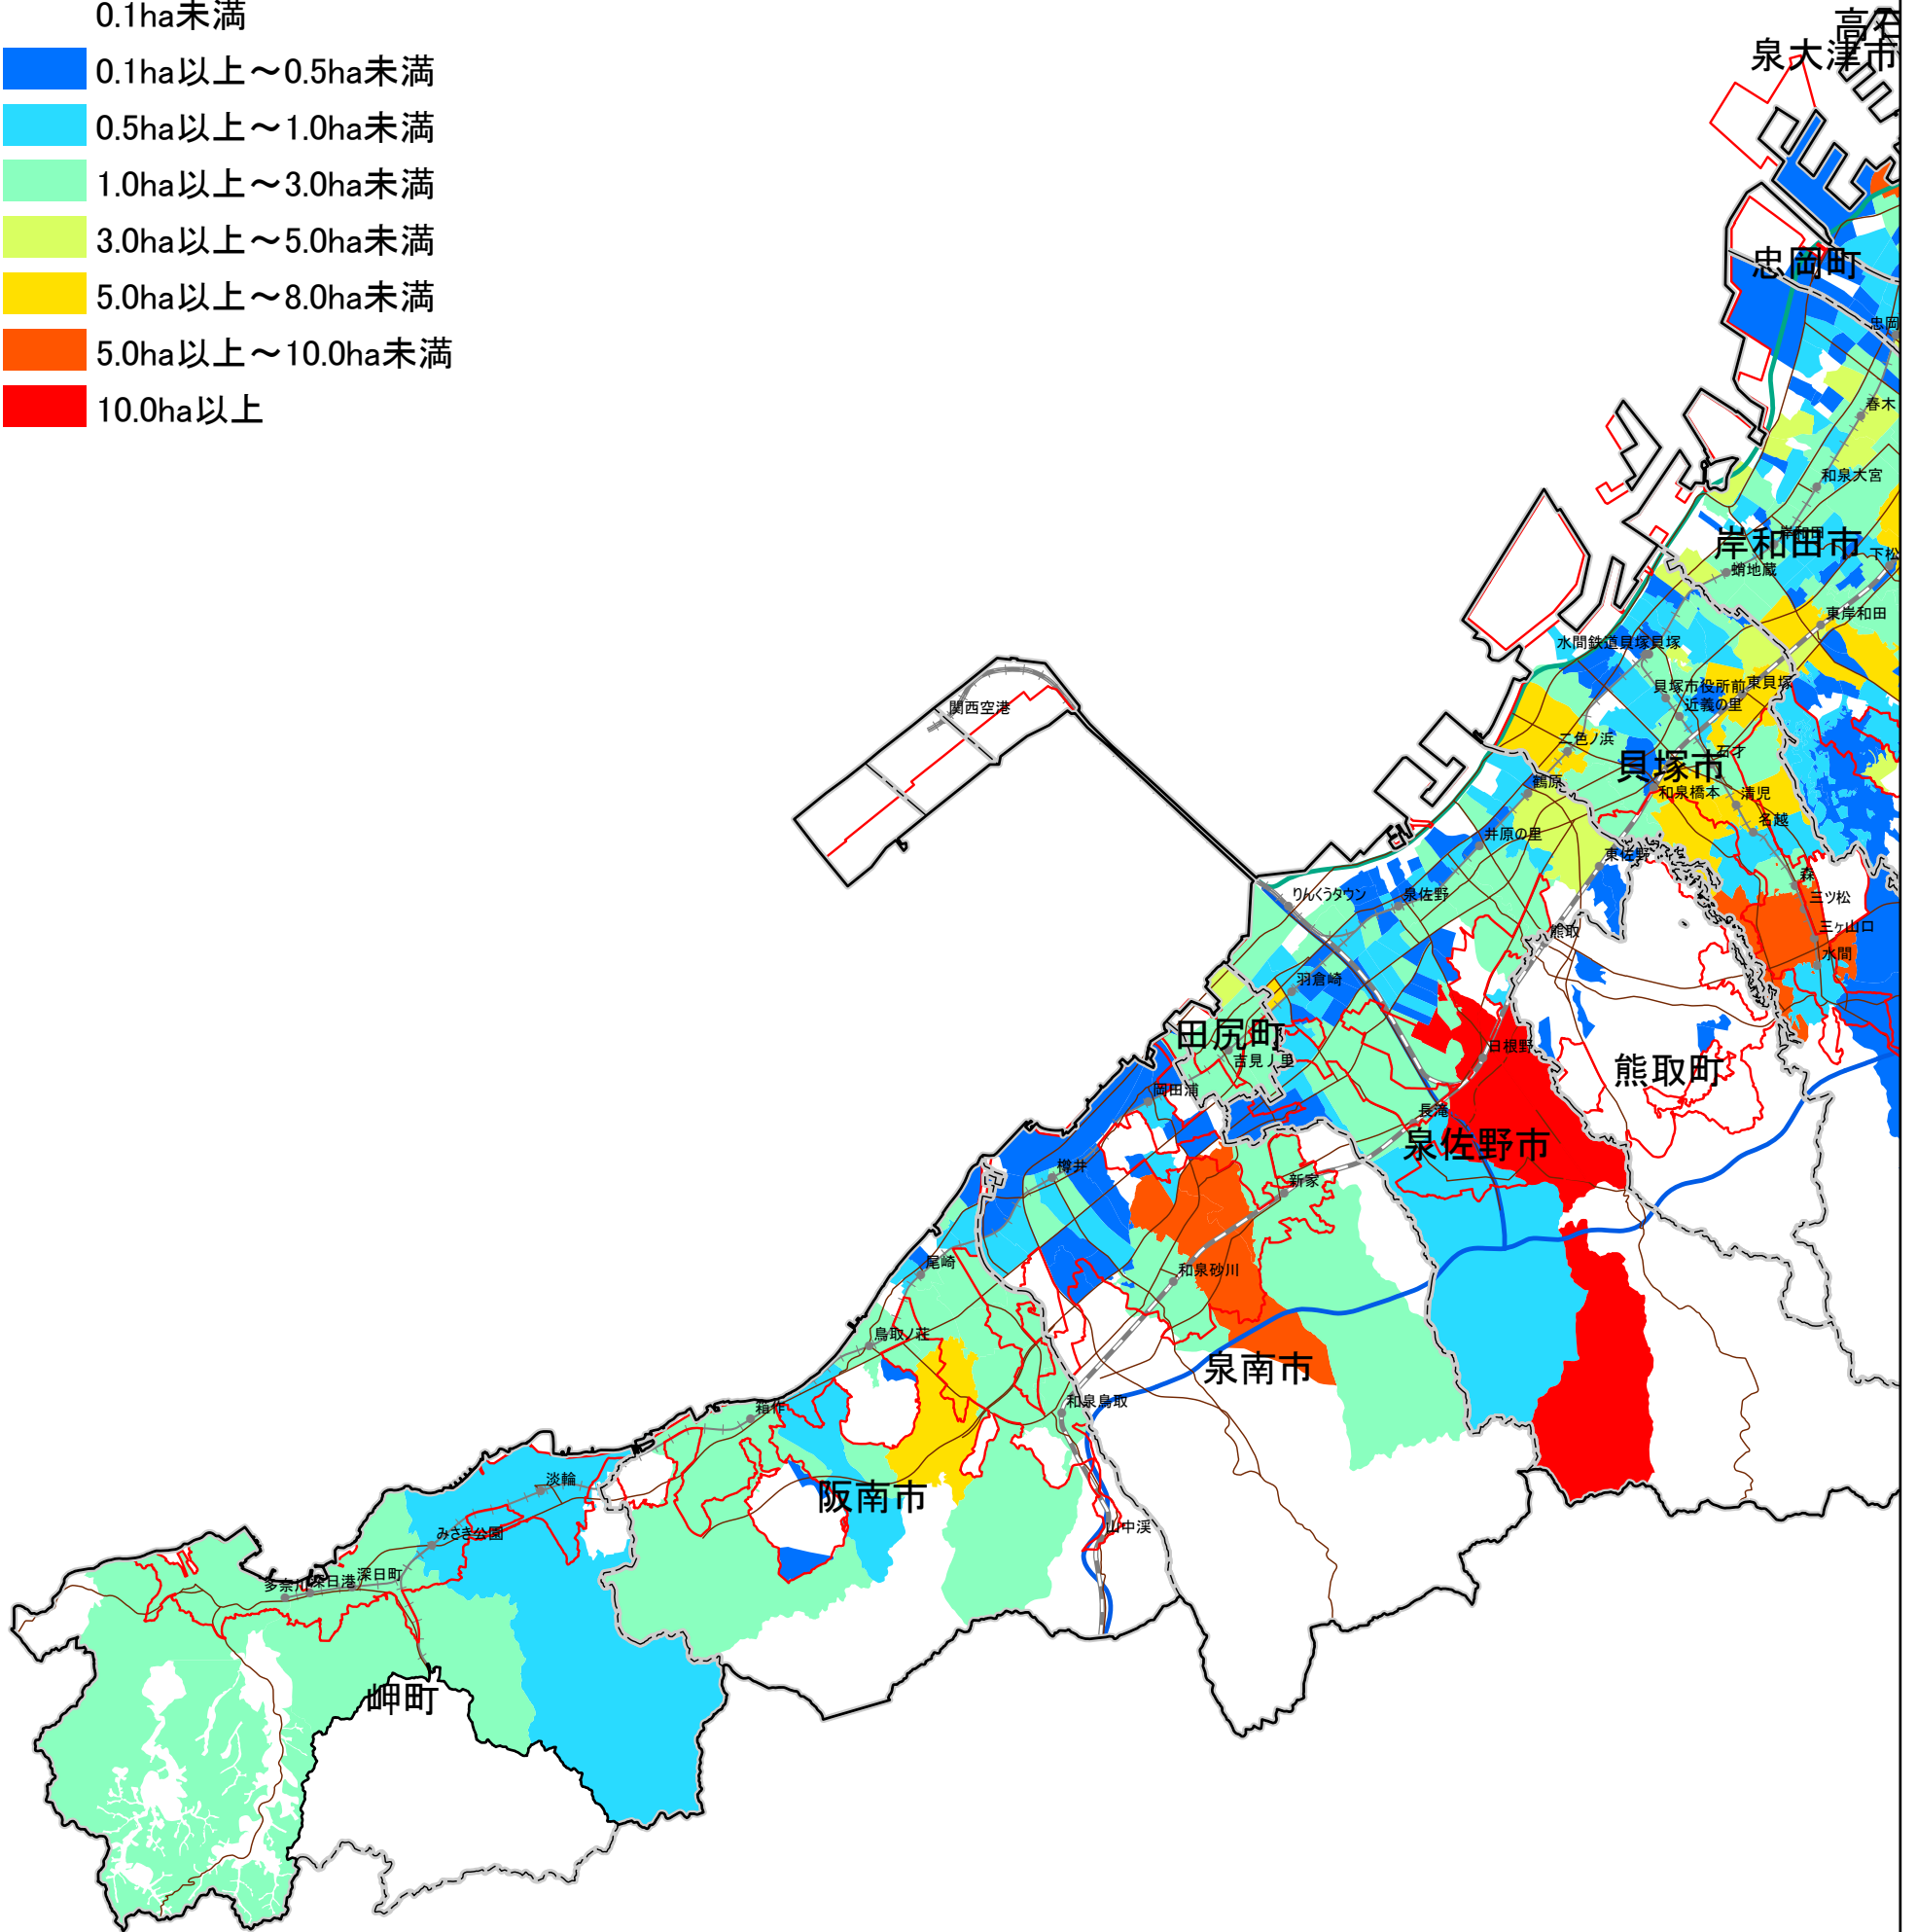 0.1ha未満
0.1ha以上～0.5ha未満
0.5ha以上～1.0ha未満
1.0ha以上～3.0ha未満
3.0ha以上～5.0ha未満
5.0ha以上～8.0ha未満
5.0ha以上～10.0ha未満
10.0ha以上
高石
泉大津市
忠岡町
忠岡
春木
和泉大宮
岸和田
岸和田市
下松
蛸地蔵
東岸和田
水間鉄道貝塚貝塚
貝塚市役所前
東貝塚
近義の里
関西空港
二色ノ浜
石才
貝塚市
鶴原
和泉橋本
清児
名越
井原の里
東佐野
森
りんくうタウン
泉佐野
三ツ松
熊取
三ヶ山口
水間
羽倉崎
田尻町
吉見ノ里
日根野
熊取町
岡田浦
長滝
泉佐野市
樽井
新家
尾崎
和泉砂川
鳥取ノ荘
泉南市
箱作
和泉鳥取
淡輪
阪南市
みさき公園
山中渓
多奈川
深日港
深日町
岬町